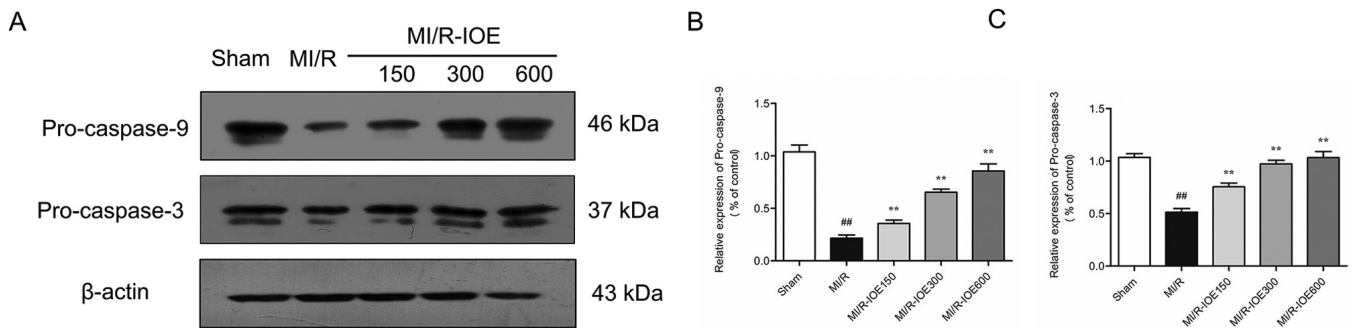 A
Sham MI/R MI/R-IOE
150 300 600
Pro-caspase-9 46 kDa
Pro-caspase-3 37 kDa
β-actin 43 kDa
B
Relative expression of Pro-caspase-9
( % of control)
1.5
1.0
0.5
0.0
##
**
**
**
Sham
MI/R
MI/R-IOE150
MI/R-IOE300
MI/R-IOE600
C
Relative expression of Pro-caspase-3
( % of control)
1.5
1.0
0.5
0.0
##
**
**
**
Sham
MI/R
MI/R-IOE150
MI/R-IOE300
MI/R-IOE600